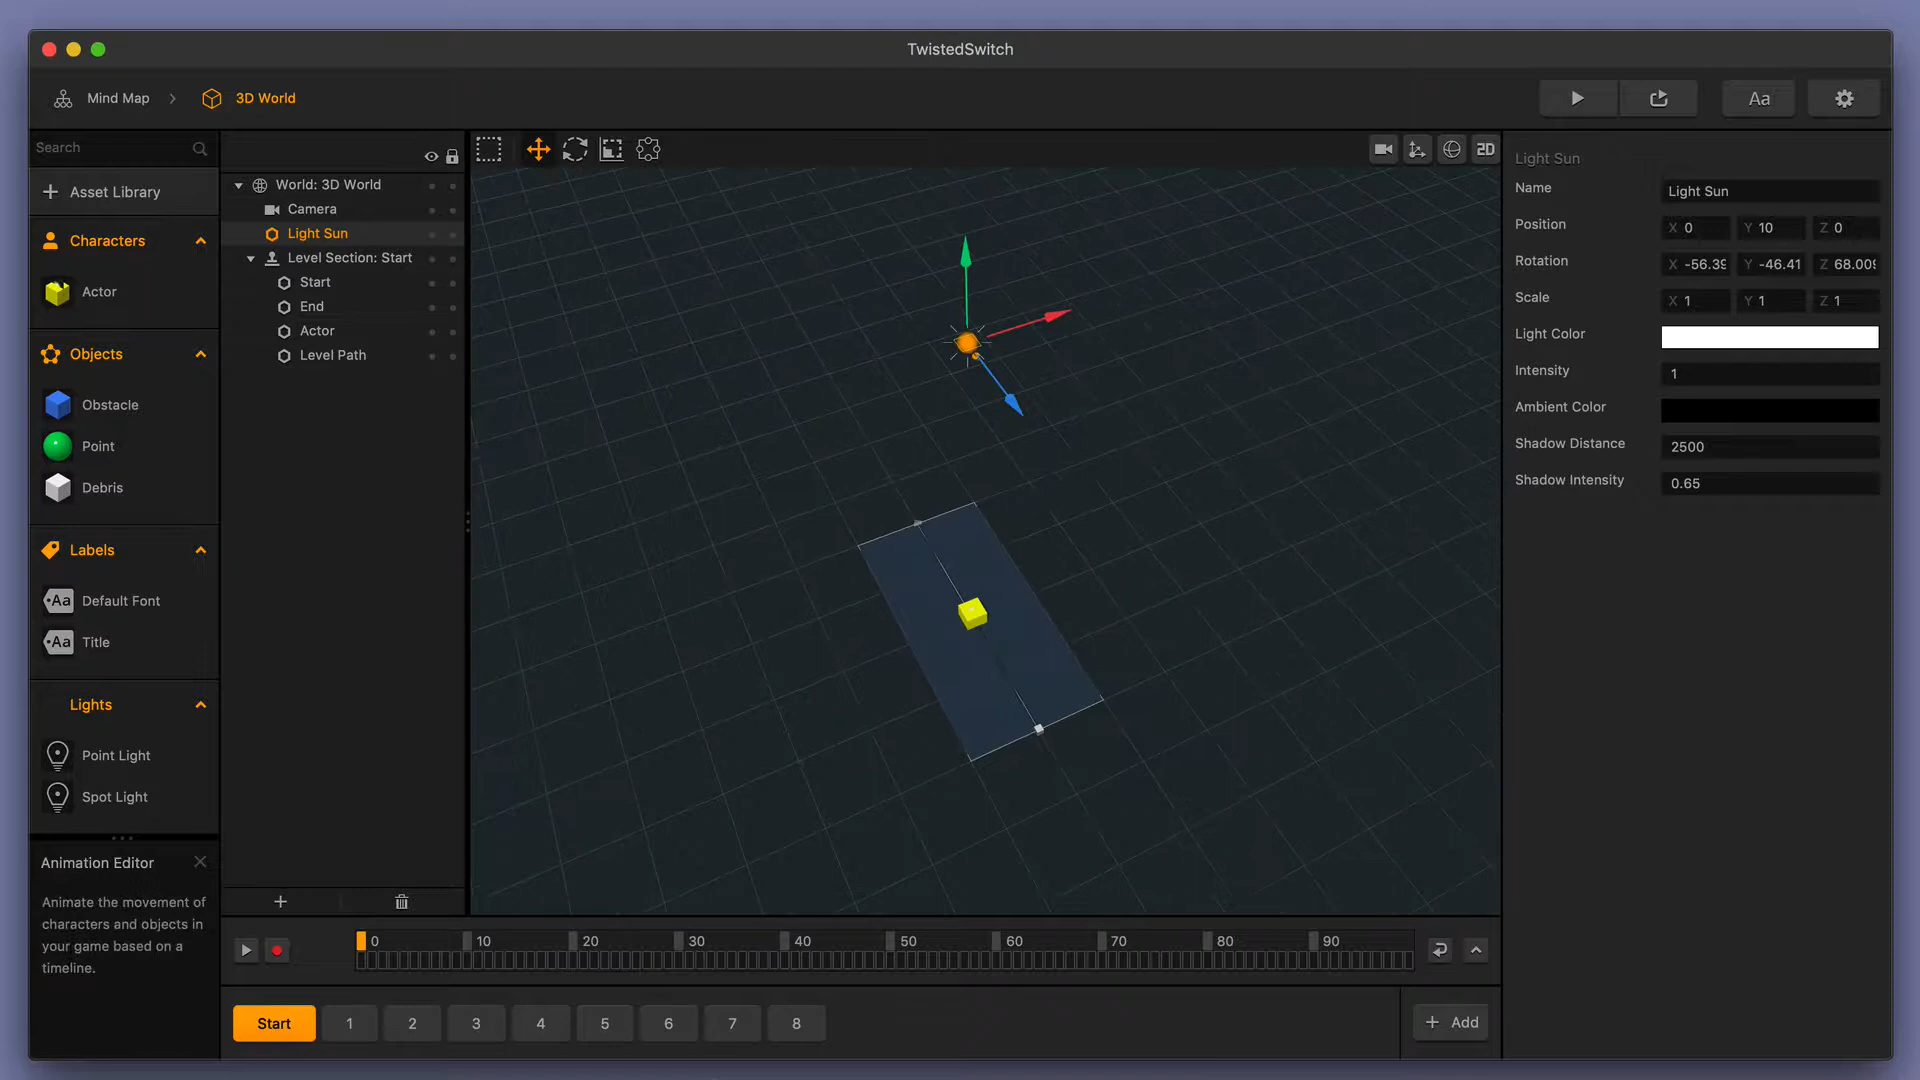 TwistedSwitch
Mind Map
3D World
Aa
Search
Asset Library
Characters
Actor
Objects
Obstacle
Point
Debris
Labels
Aa Default Font
Aa Title
Lights
Point Light
Spot Light
Animation Editor
Animate the movement of
characters and objects in
your game based on a
timeline.
World: 3D World
Camera
Light Sun
Level Section: Start
Start
End
Actor
Level Path
2D
Light Sun
Name Light Sun
Position X 0 Y 10 Z 0
Rotation X -56.39 Y -46.41 Z 68.009
Scale X 1 Y 1 Z 1
Light Color
Intensity 1
Ambient Color
Shadow Distance 2500
Shadow Intensity 0.65
0 10 20 30 40 50 60 70 80 90
Start 1 2 3 4 5 6 7 8
Add